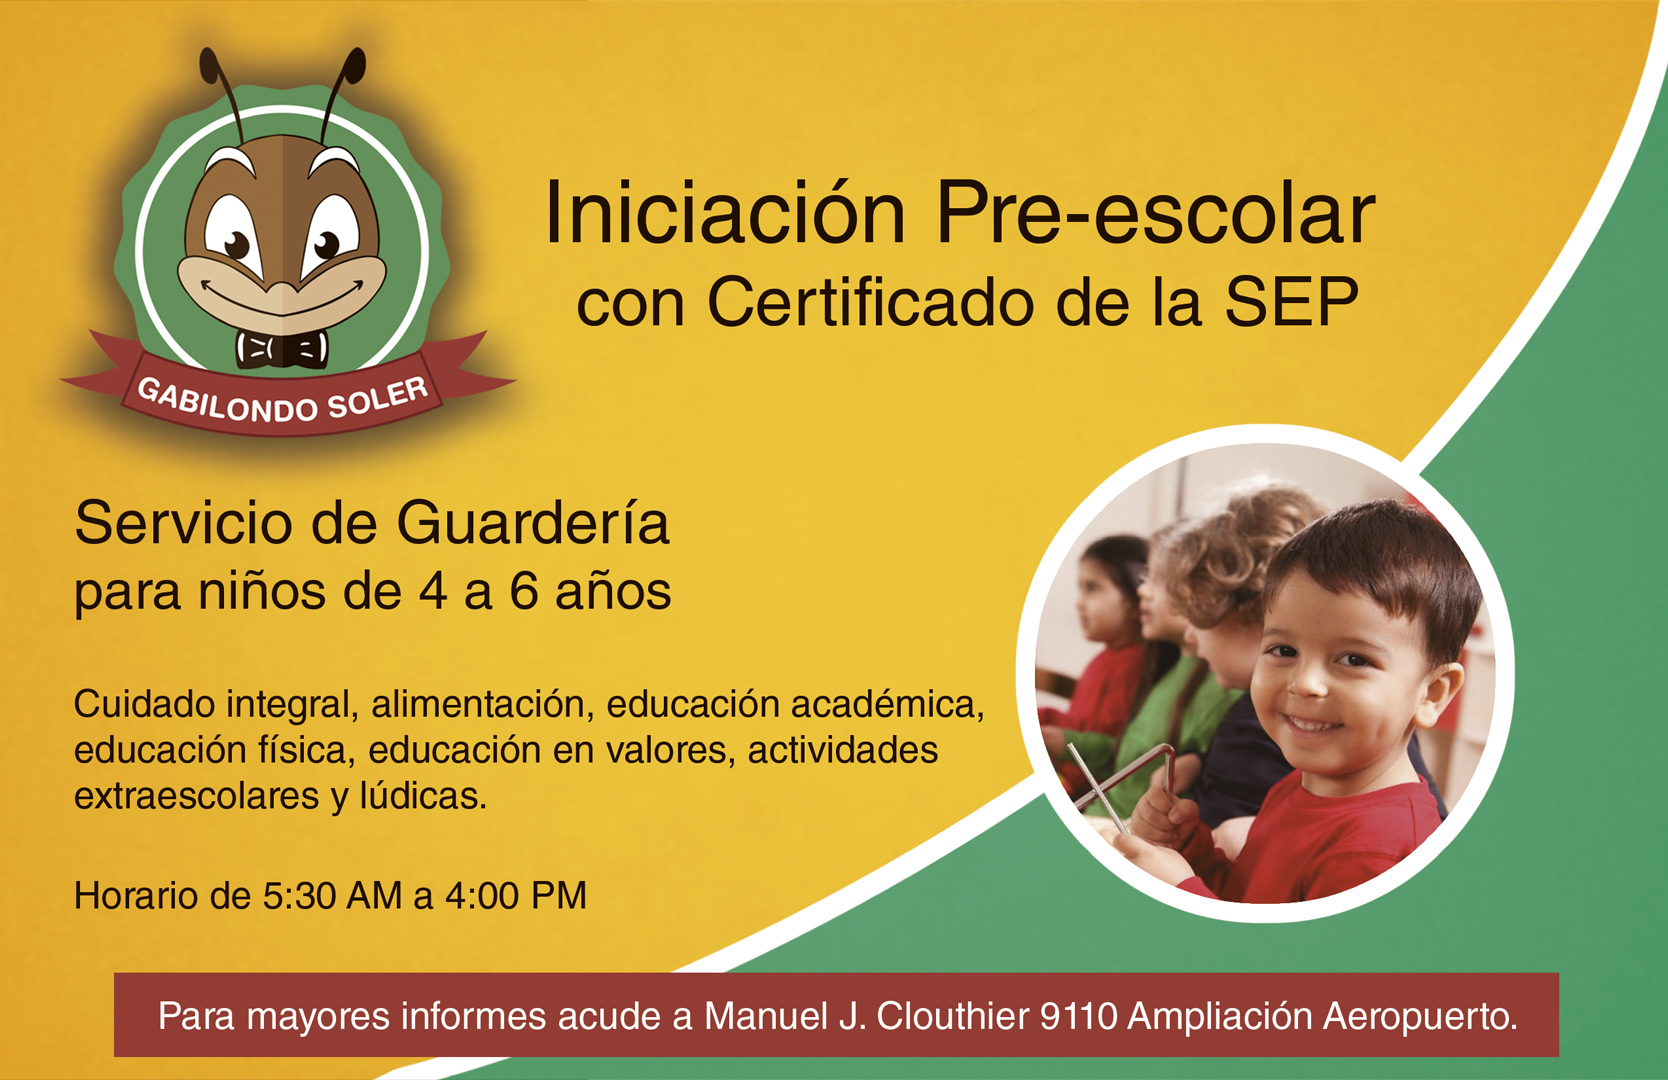 GABILONDO SOLER
Iniciación Pre-escolar
con Certificado de la SEP
Servicio de Guardería
para niños de 4 a 6 años
Cuidado integral, alimentación, educación académica,
educación física, educación en valores, actividades
extraescolares y lúdicas.
Horario de 5:30 AM a 4:00 PM
Para mayores informes acude a Manuel J. Clouthier 9110 Ampliación Aeropuerto.